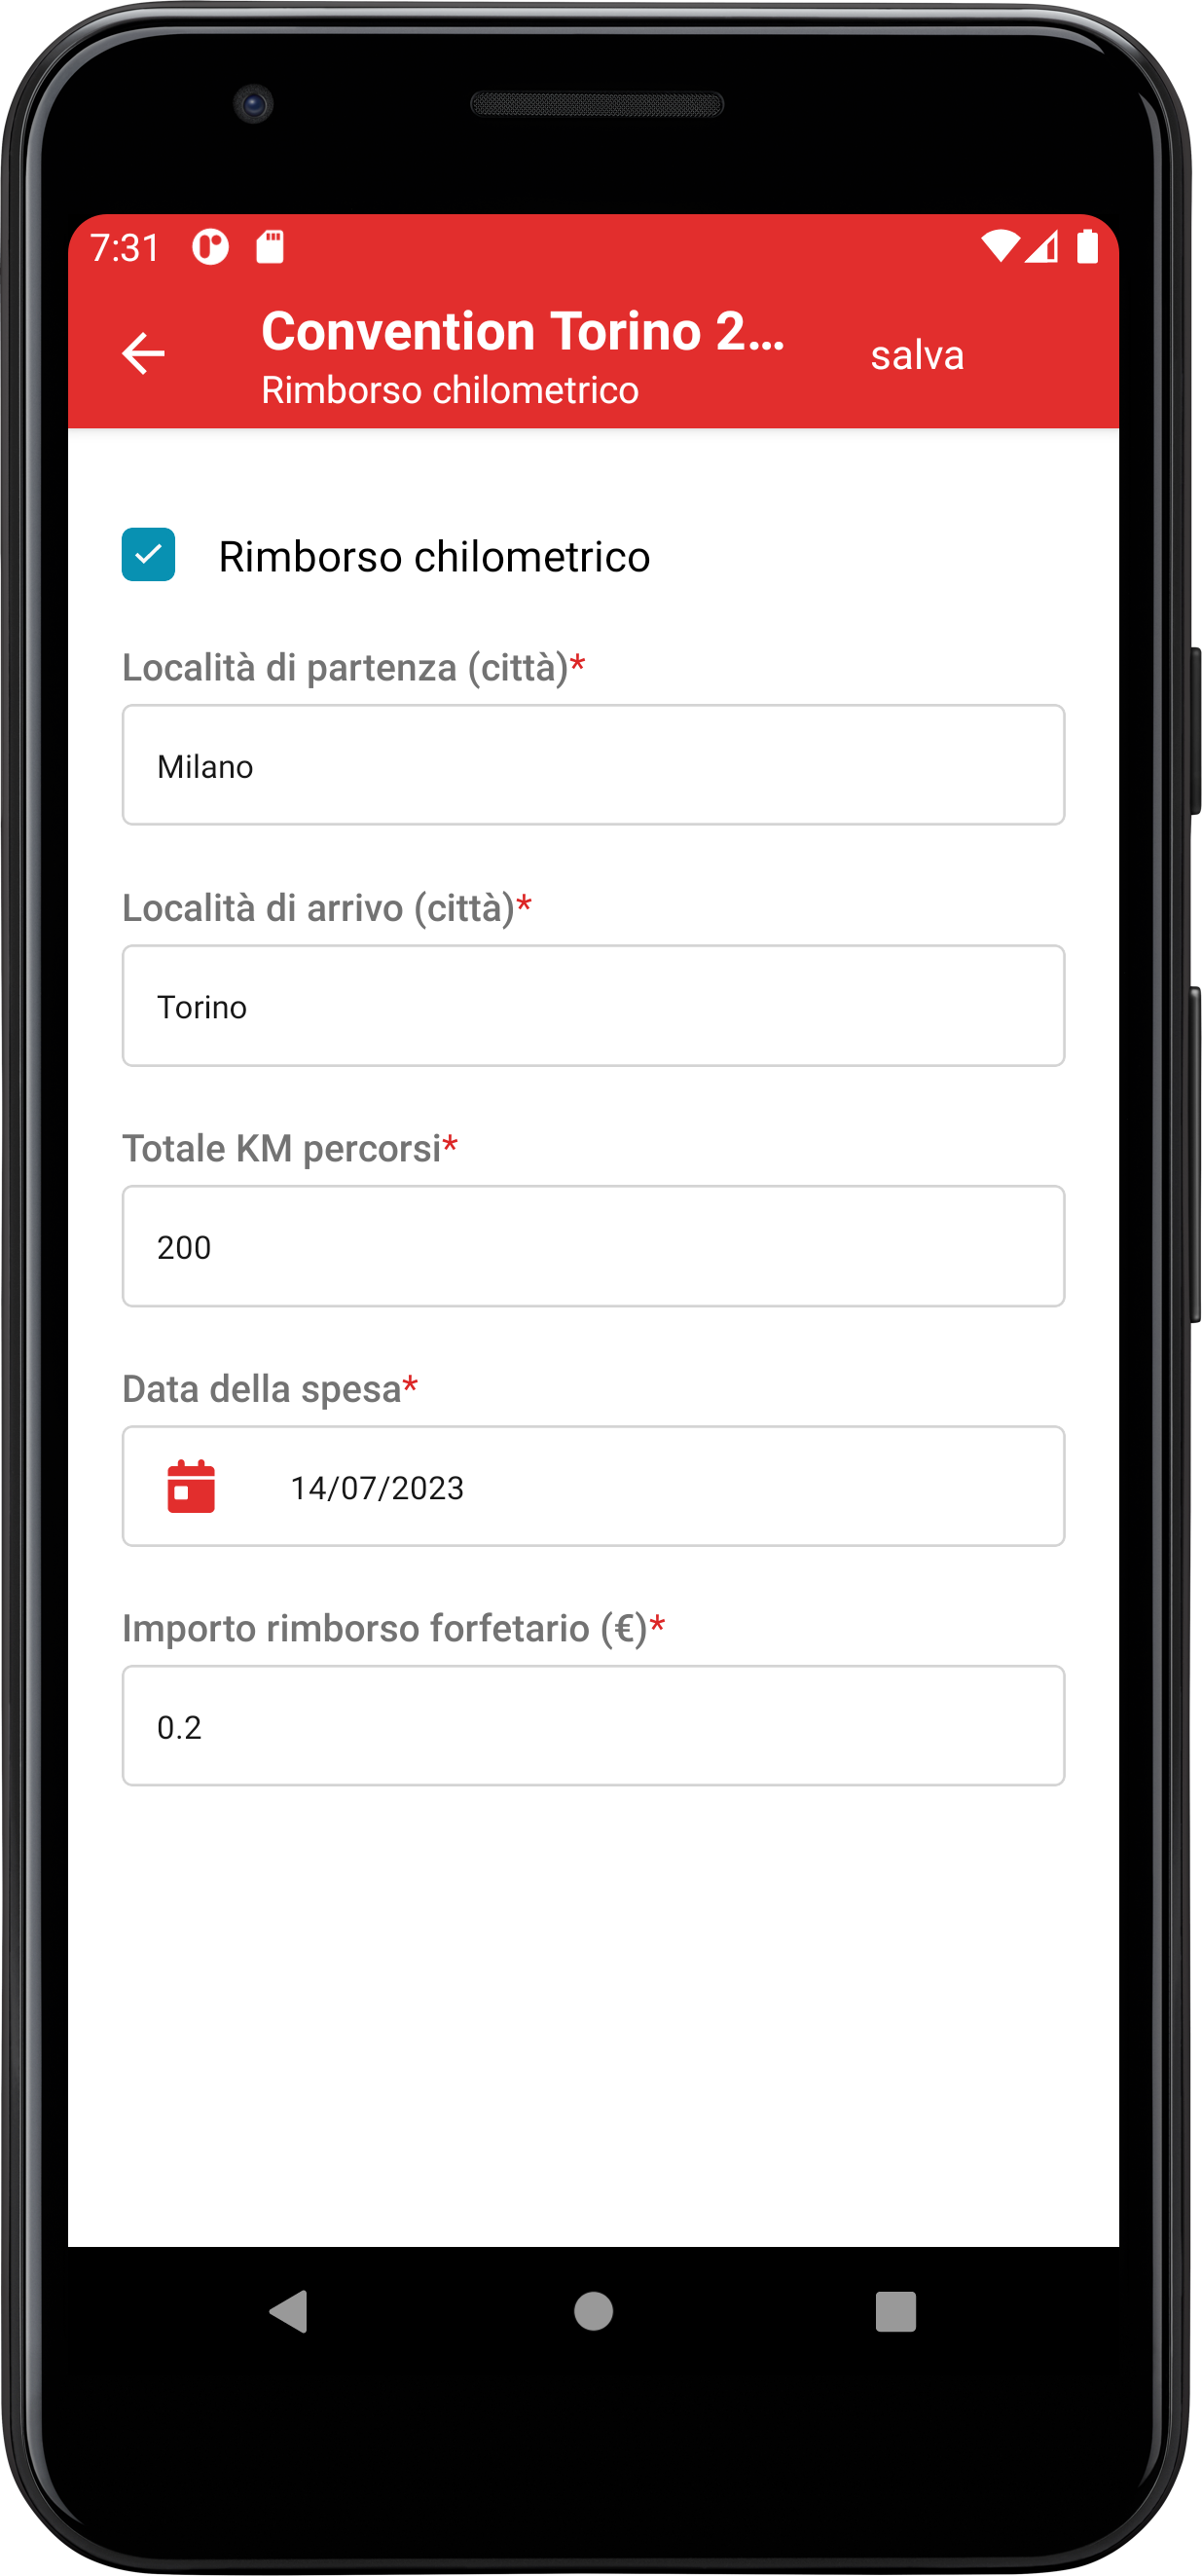 7:31
Convention Torino 2...
Rimborso chilometrico
salva
Rimborso chilometrico
Località di partenza (città)*
Milano
Località di arrivo (città)*
Torino
Totale KM percorsi*
200
Data della spesa*
14/07/2023
Importo rimborso forfetario (€)*
0.2